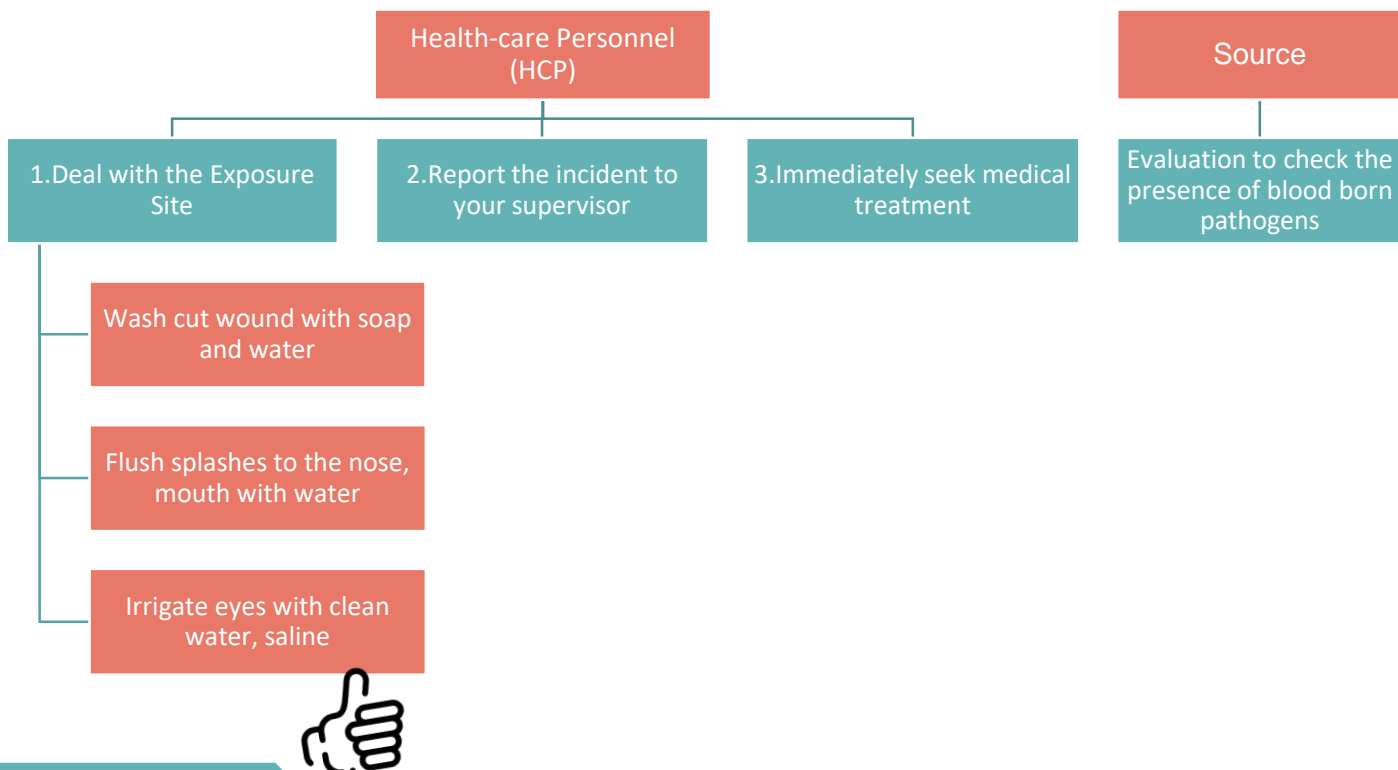 Health-care Personnel
(HCP)
Source
1.Deal with the Exposure
Site
2.Report the incident to
your supervisor
3.Immediately seek medical
treatment
Evaluation to check the
presence of blood born
pathogens
Wash cut wound with soap
and water
Flush splashes to the nose,
mouth with water
Irrigate eyes with clean
water, saline